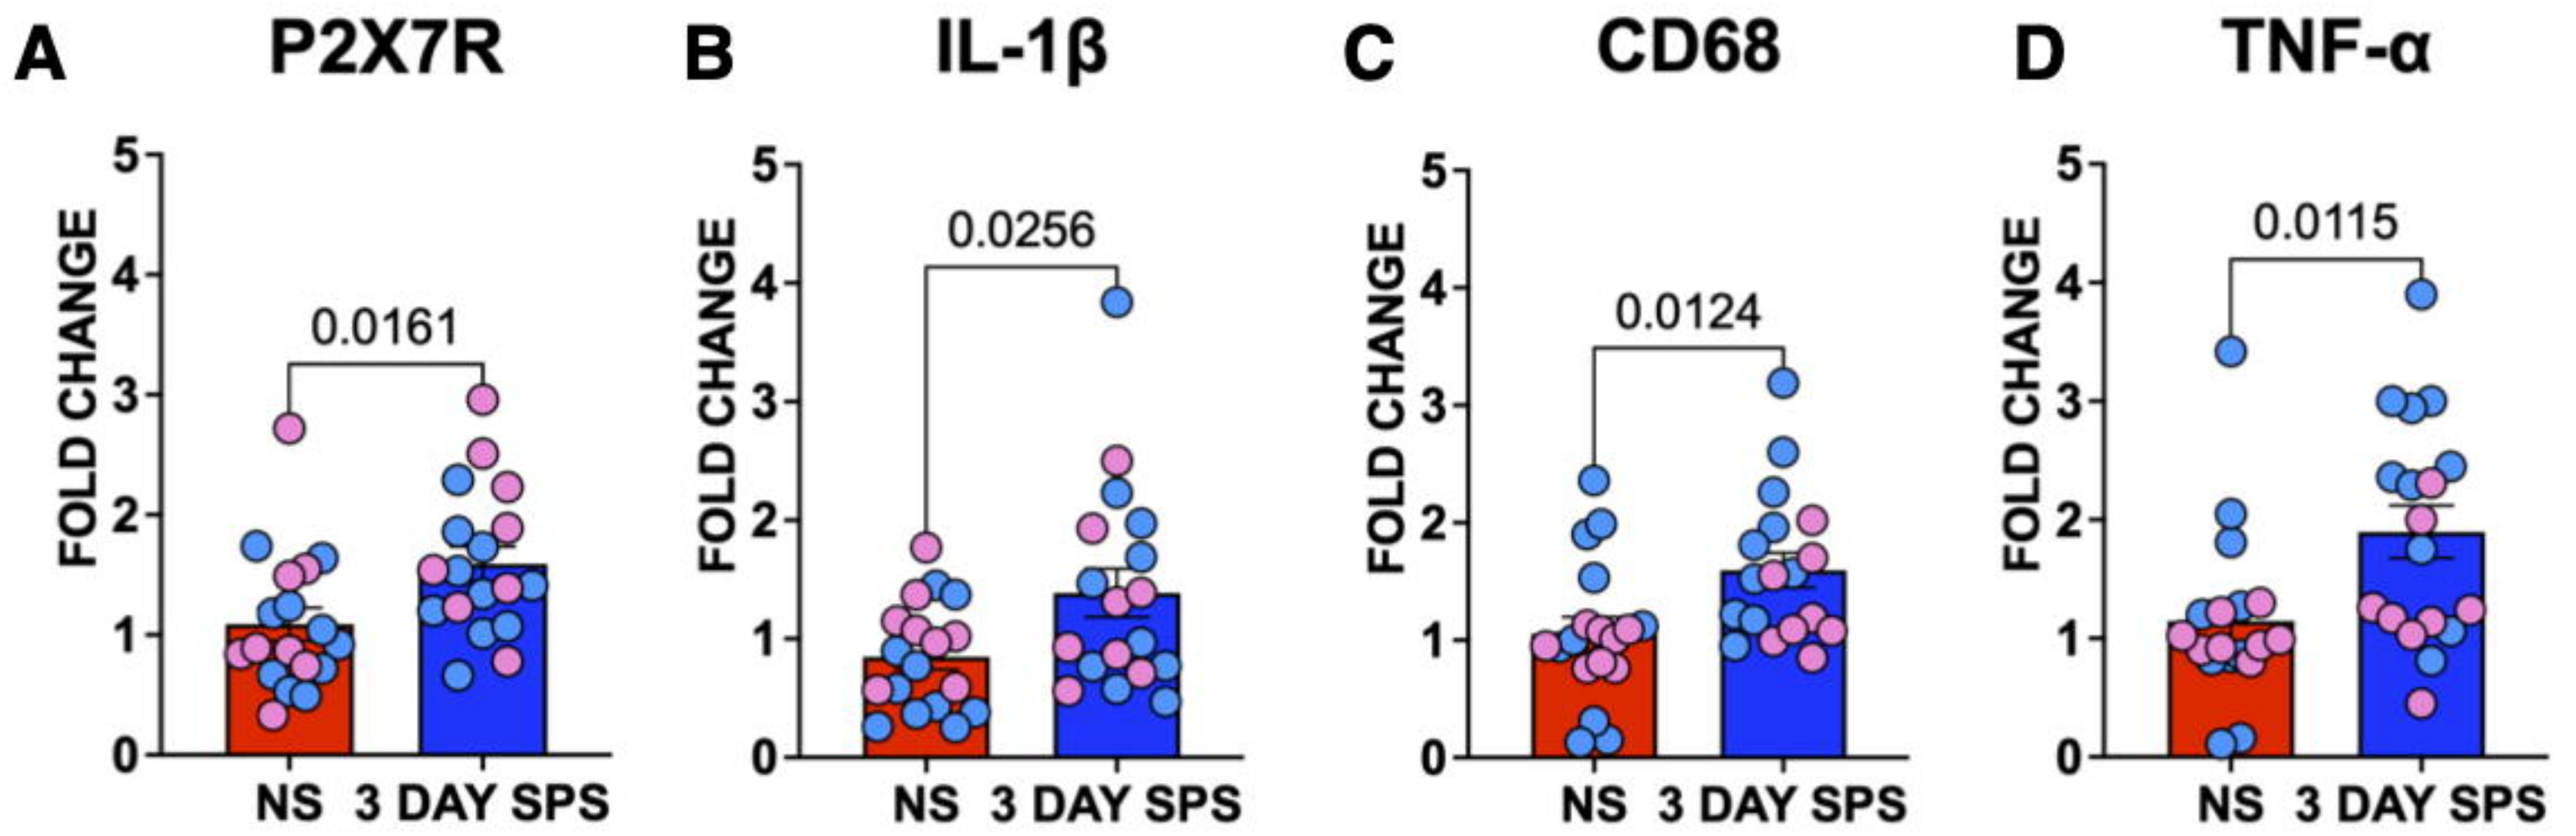 A P2X7R
FOLD CHANGE
5
4
3
2
1
0
0.0161
NS 3 DAY SPS
B IL-1β
FOLD CHANGE
5
4
3
2
1
0
0.0256
NS 3 DAY SPS
C CD68
FOLD CHANGE
5
4
3
2
1
0
0.0124
NS 3 DAY SPS
D TNF-α
FOLD CHANGE
5
4
3
2
1
0
0.0115
NS 3 DAY SPS